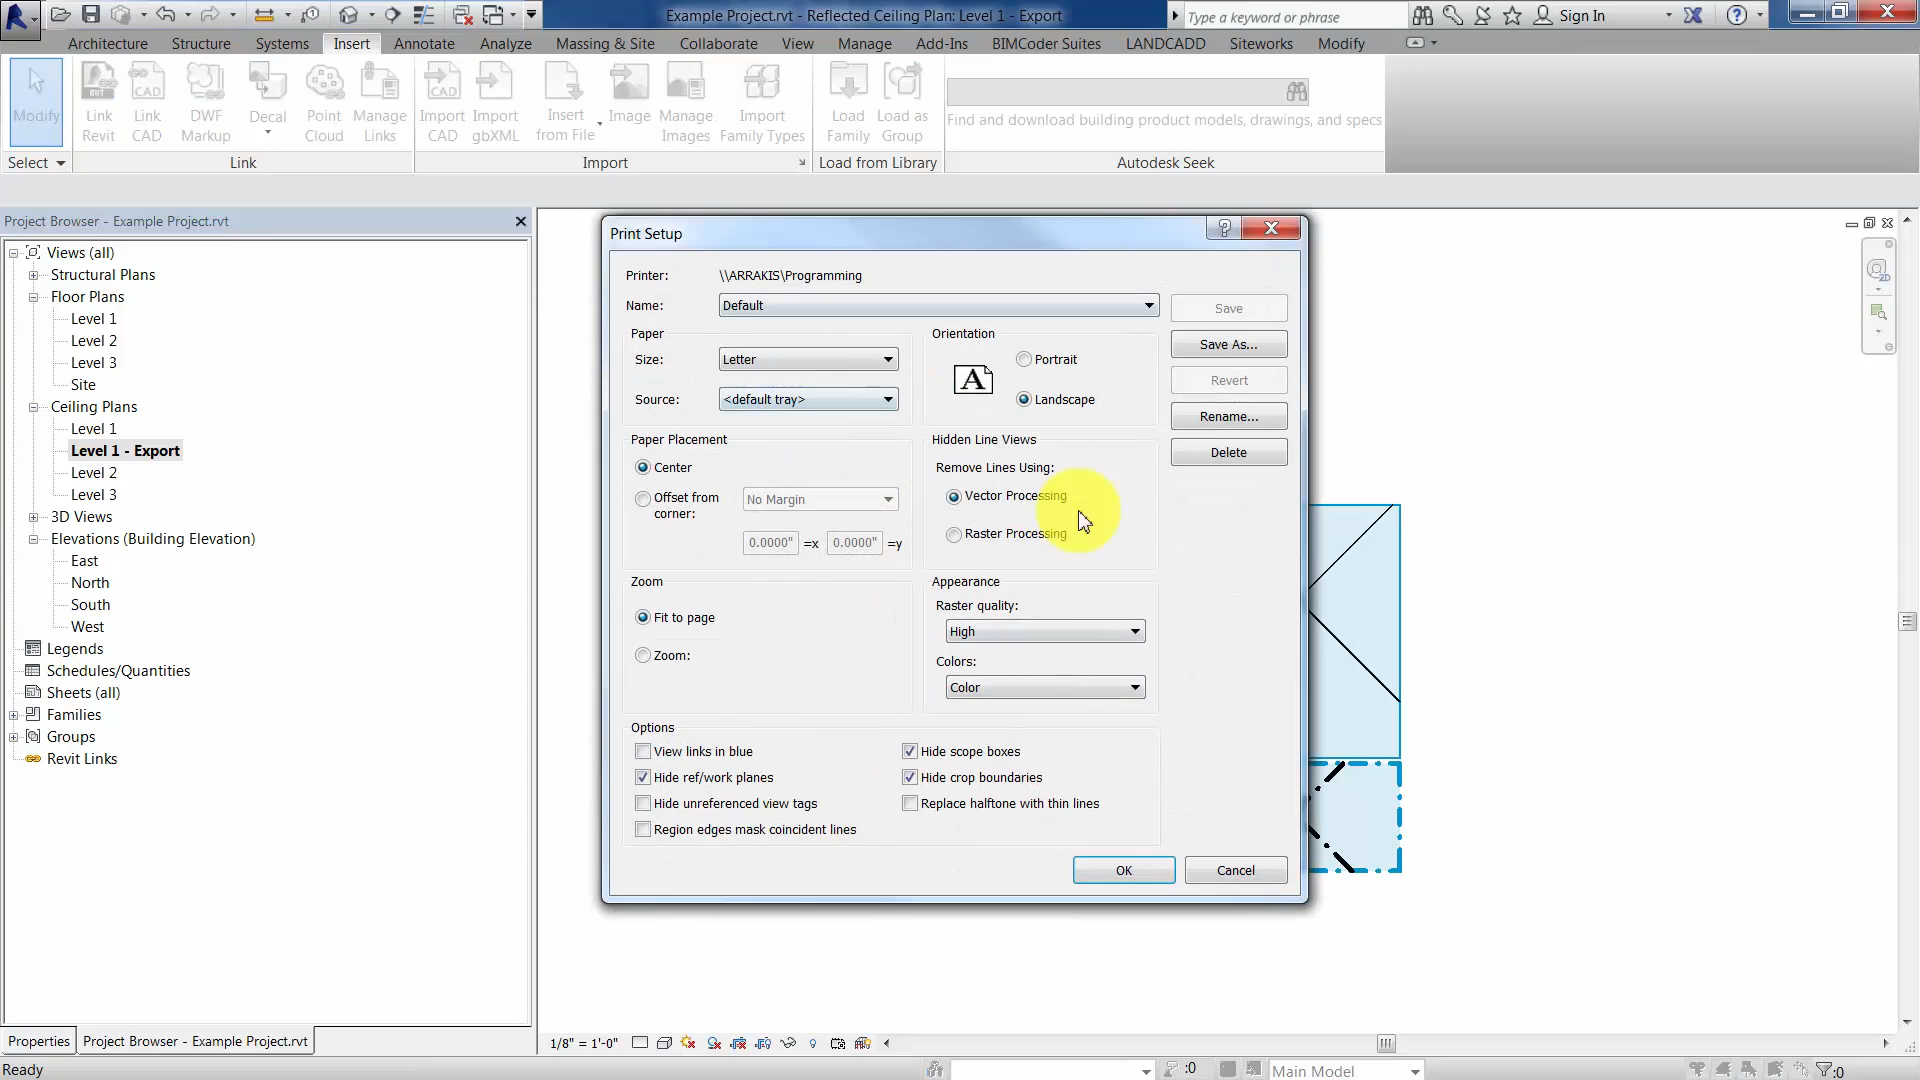 Example Project.rvt - Reflected Ceiling Plan: Level 1 - Export
Type a keyword or phrase
Sign In
Architecture Structure Systems Insert Annotate Analyze Massing & Site Collaborate View Manage Add-Ins BIMCoder Suites LANDCADD Siteworks Modify
Modify
Link Revit
Link CAD
DWF Markup
Decal
Point Cloud
Manage Links
Import CAD
Import gbXML
Insert from File
Image
Manage Images
Import Family Types
Load Family
Load as Group
Find and download building product models, drawings, and specs
Select
Link
Import
Load from Library
Autodesk Seek
Project Browser - Example Project.rvt
Views (all)
Structural Plans
Floor Plans
Level 1
Level 2
Level 3
Site
Ceiling Plans
Level 1
Level 1 - Export
Level 2
Level 3
3D Views
Elevations (Building Elevation)
East
North
South
West
Legends
Schedules/Quantities
Sheets (all)
Families
Groups
Revit Links
Print Setup
Printer: \\ARRAKIS\Programming
Name: Default
Save
Save As...
Revert
Rename...
Delete
Paper
Size: Letter
Source: <default tray>
Orientation
A
Portrait
Landscape
Paper Placement
Center
Offset from corner:
No Margin
0.0000" =x 0.0000" =y
Hidden Line Views
Remove Lines Using:
Vector Processing
Raster Processing
Zoom
Fit to page
Zoom:
Appearance
Raster quality:
High
Colors:
Color
Options
View links in blue
Hide ref/work planes
Hide unreferenced view tags
Region edges mask coincident lines
Hide scope boxes
Hide crop boundaries
Replace halftone with thin lines
OK
Cancel
2D
Properties
Project Browser - Example Project.rvt
1/8" = 1'-0"
Ready
:0
Main Model
:0